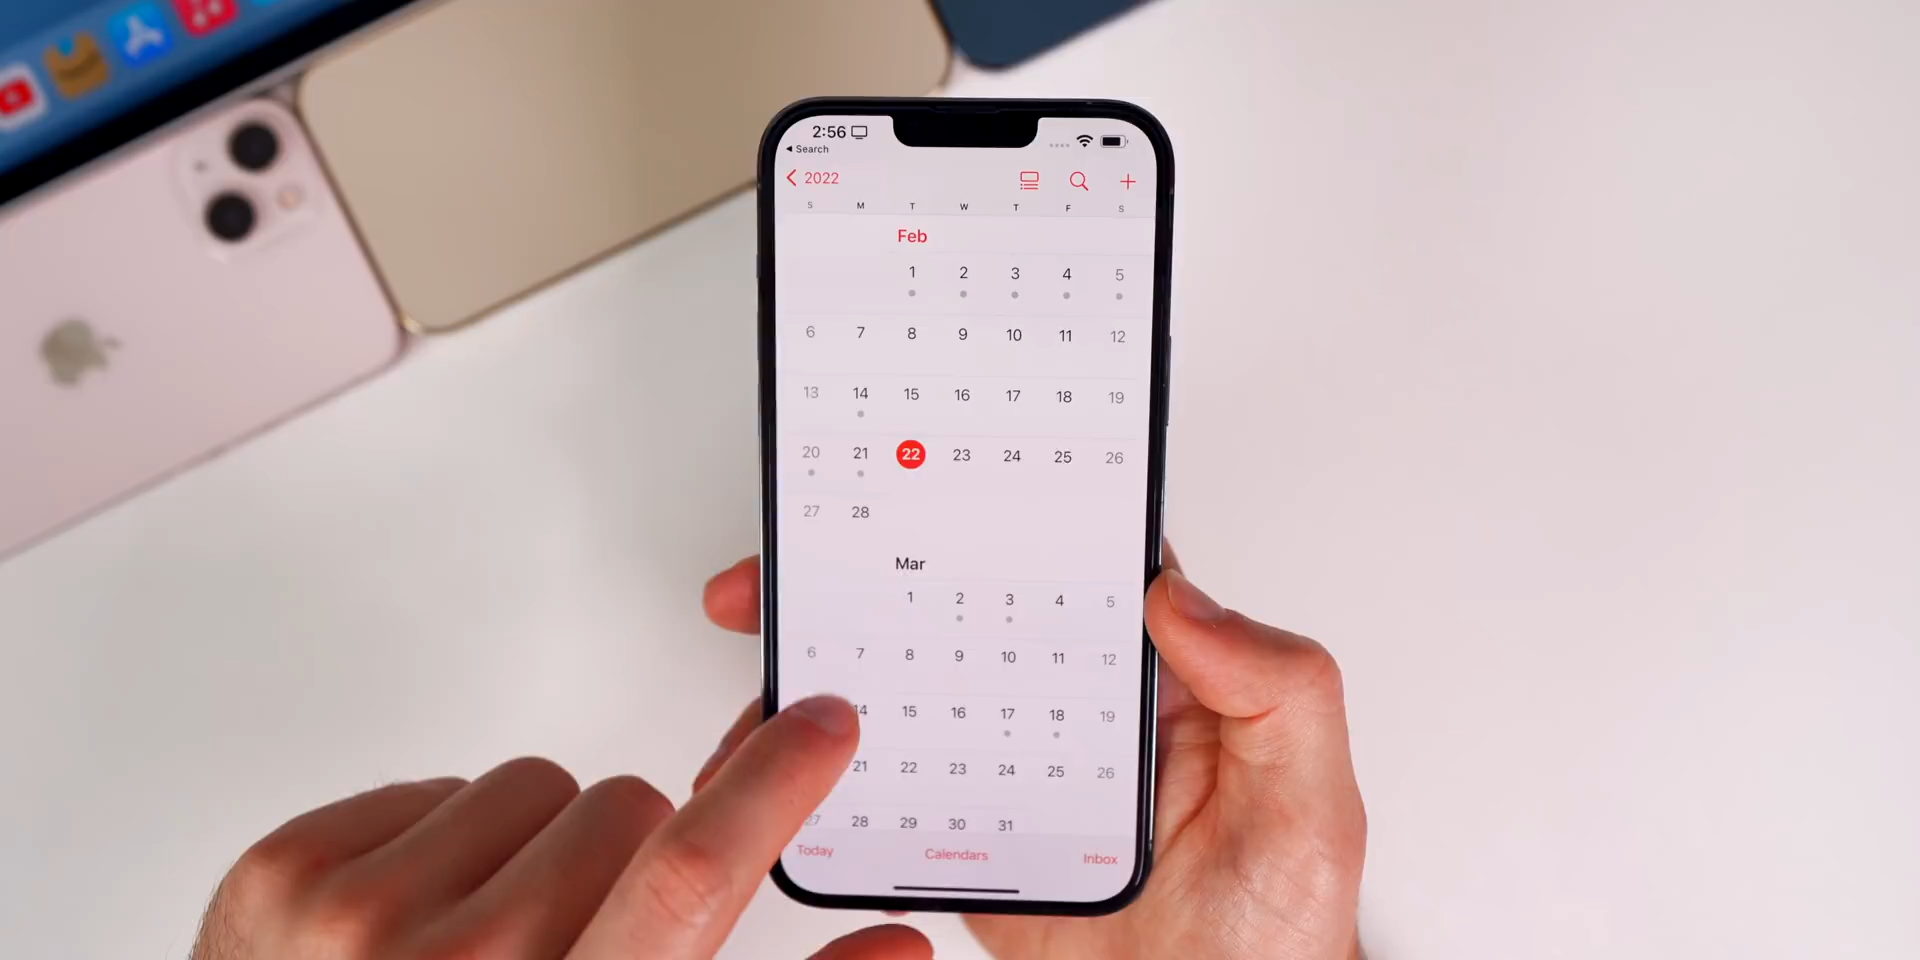 2:56
Search
2022
S M T W T F S
Feb
1 2 3 4 5
6 7 8 9 10 11 12
13 14 15 16 17 18 19
20 21 22 23 24 25 26
27 28
Mar
1 2 3 4 5
6 7 8 9 10 11 12
14 15 16 17 18 19
21 22 23 24 25 26
27 28 29 30 31
Today Calendars Inbox